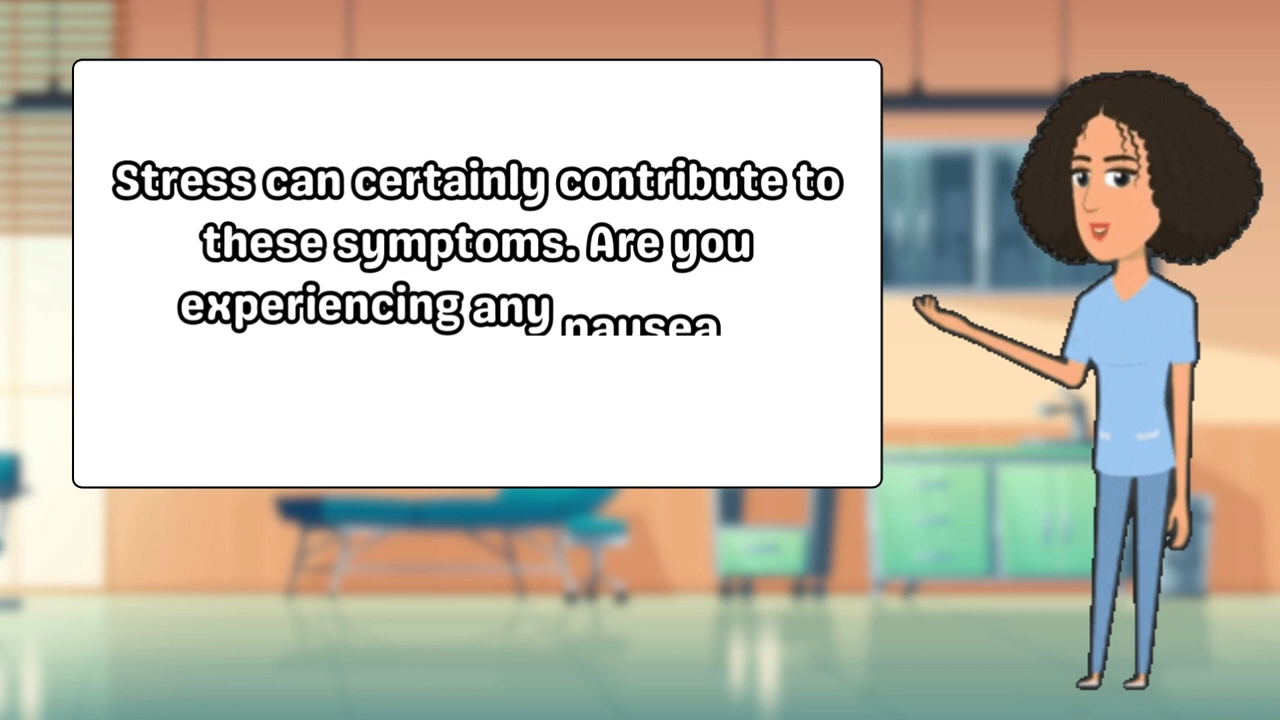 Stress can certainly contribute to
these symptoms. Are you
experiencing any nausea